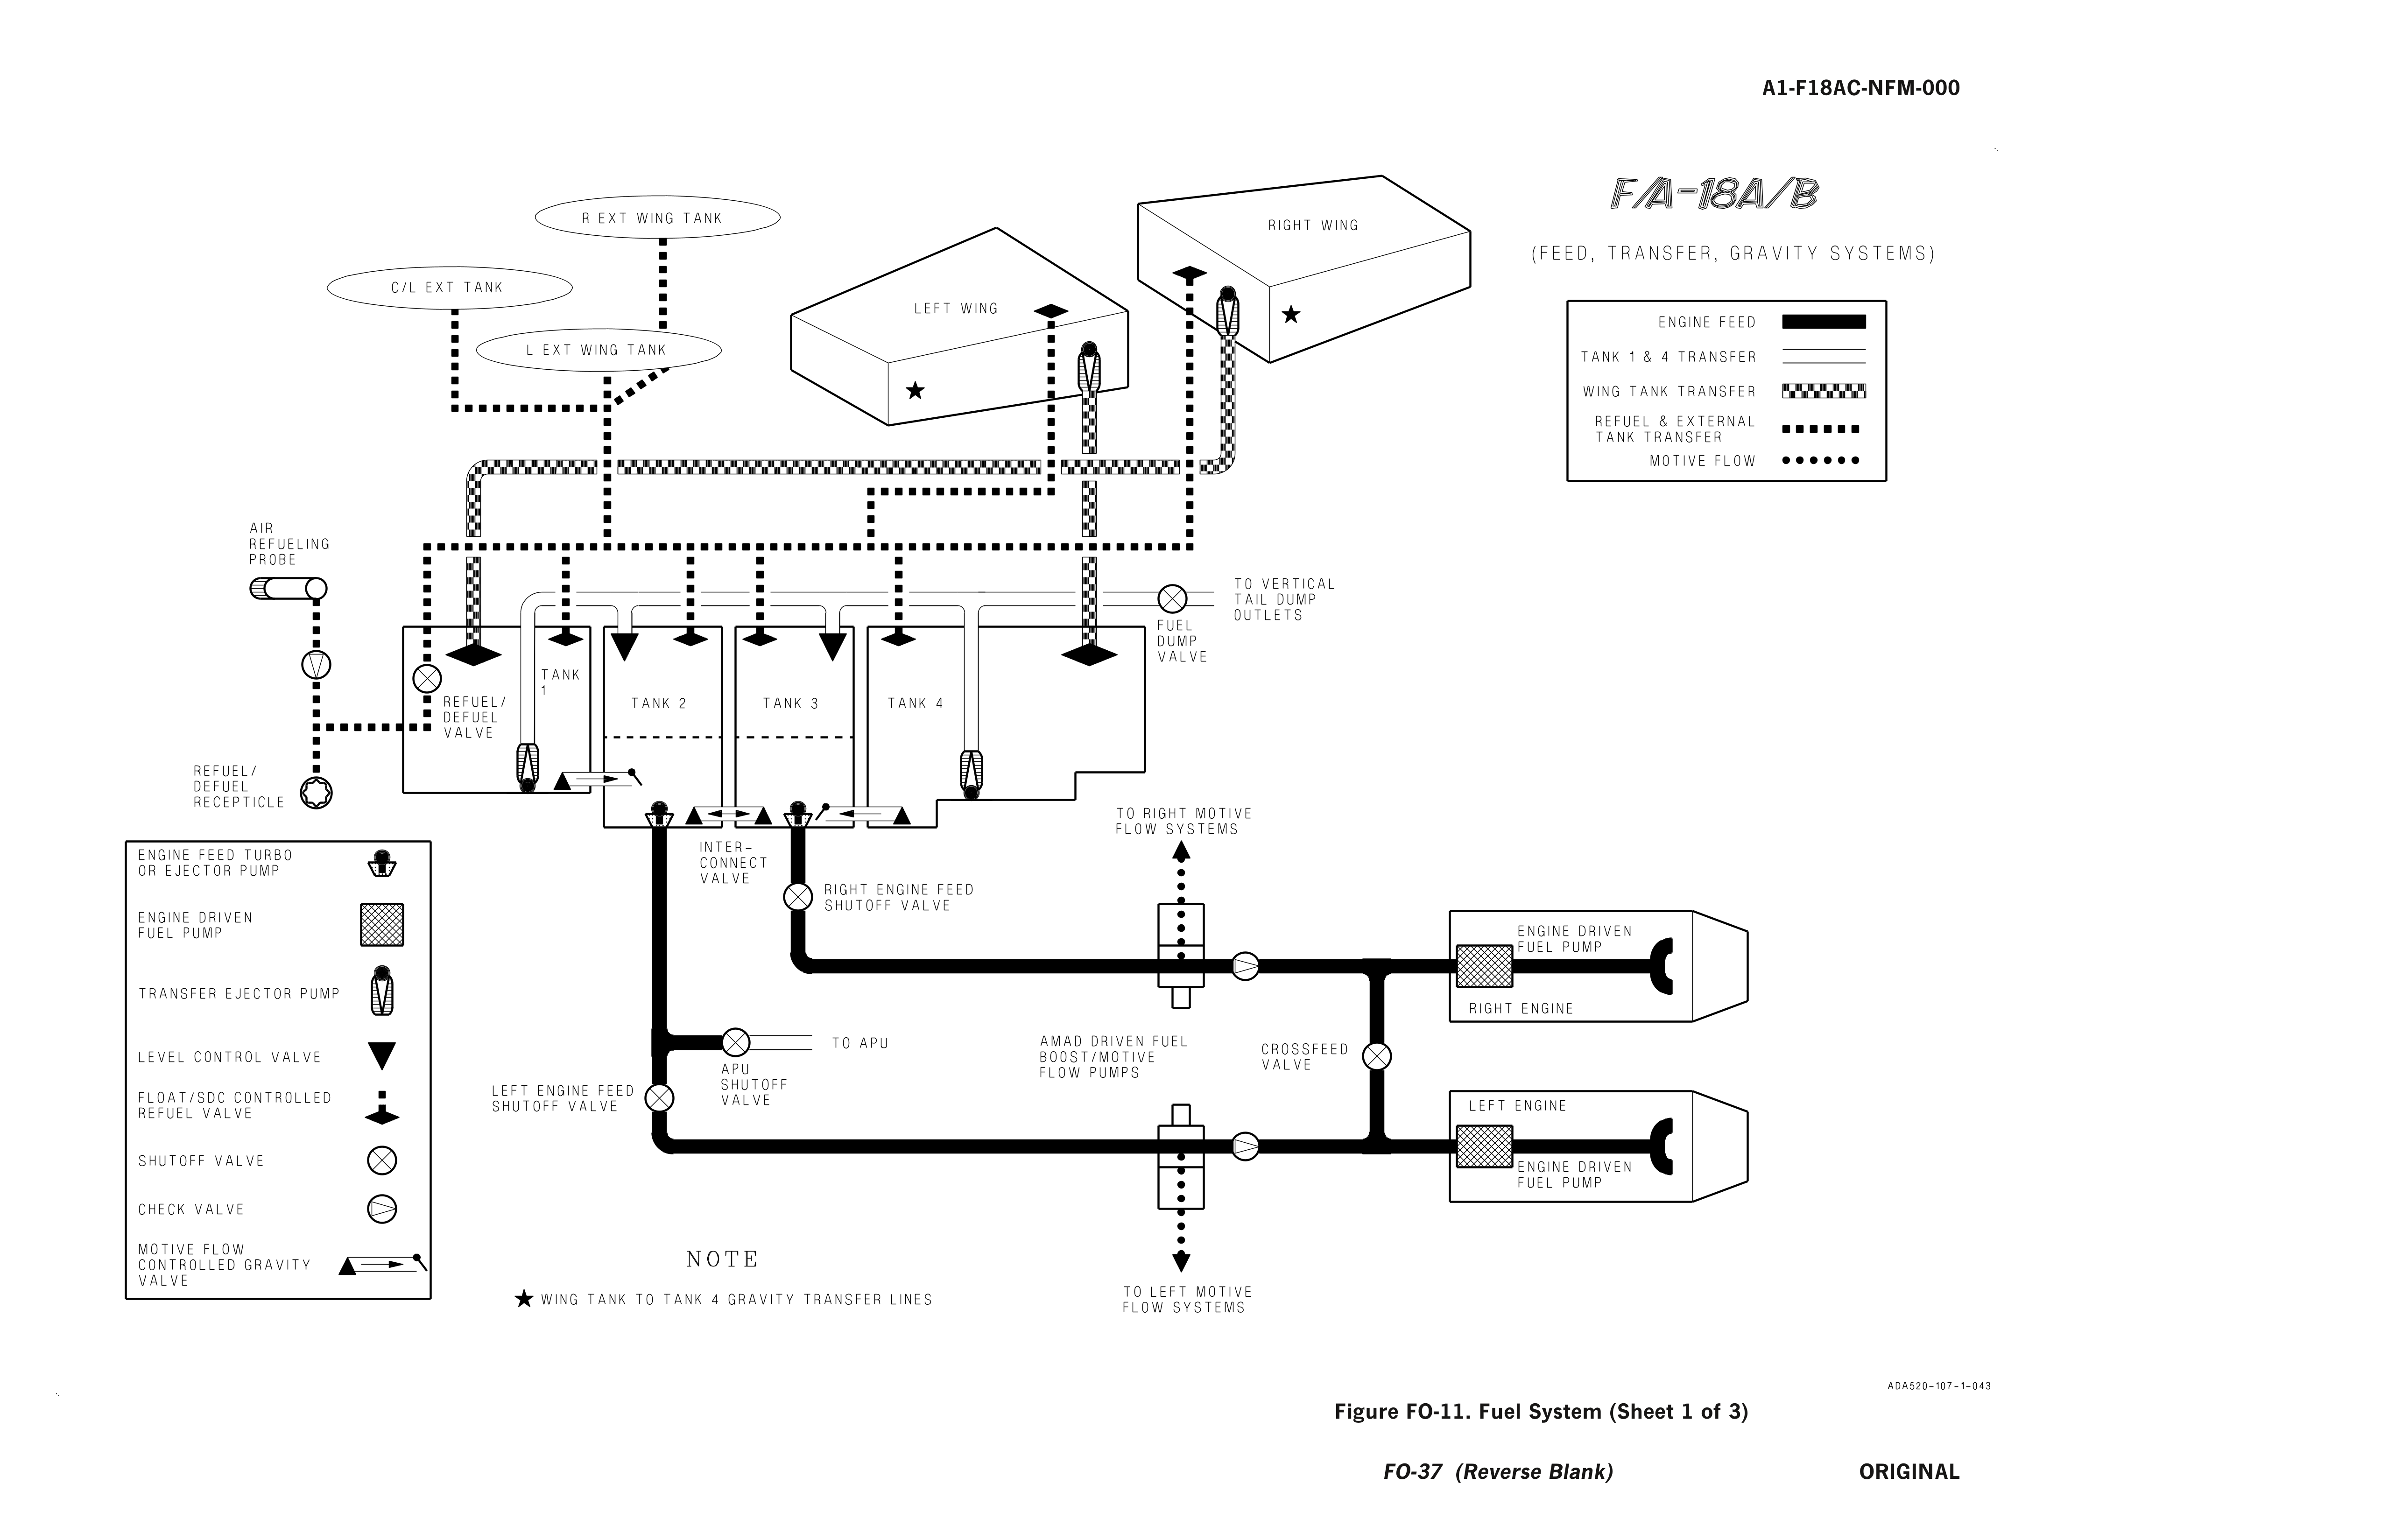 A1-F18AC-NFM-000
F/A-18A/B
(FEED, TRANSFER, GRAVITY SYSTEMS)
ENGINE FEED
TANK 1 & 4 TRANSFER
WING TANK TRANSFER
REFUEL & EXTERNAL
TANK TRANSFER
MOTIVE FLOW
R EXT WING TANK
C/L EXT TANK
L EXT WING TANK
LEFT WING
RIGHT WING
AIR
REFUELING
PROBE
TO VERTICAL
TAIL DUMP
OUTLETS
FUEL
DUMP
VALVE
TANK
1
REFUEL/
DEFUEL
VALVE
TANK 2
TANK 3
TANK 4
REFUEL/
DEFUEL
RECEPTICLE
INTER-
CONNECT
VALVE
RIGHT ENGINE FEED
SHUTOFF VALVE
TO RIGHT MOTIVE
FLOW SYSTEMS
ENGINE DRIVEN
FUEL PUMP
RIGHT ENGINE
TO APU
APU
SHUTOFF
VALVE
LEFT ENGINE FEED
SHUTOFF VALVE
AMAD DRIVEN FUEL
BOOST/MOTIVE
FLOW PUMPS
CROSSFEED
VALVE
LEFT ENGINE
ENGINE DRIVEN
FUEL PUMP
TO LEFT MOTIVE
FLOW SYSTEMS
ENGINE FEED TURBO
OR EJECTOR PUMP
ENGINE DRIVEN
FUEL PUMP
TRANSFER EJECTOR PUMP
LEVEL CONTROL VALVE
FLOAT/SDC CONTROLLED
REFUEL VALVE
SHUTOFF VALVE
CHECK VALVE
MOTIVE FLOW
CONTROLLED GRAVITY
VALVE
NOTE
★ WING TANK TO TANK 4 GRAVITY TRANSFER LINES
ADA520-107-1-043
Figure FO-11. Fuel System (Sheet 1 of 3)
FO-37 (Reverse Blank)
ORIGINAL